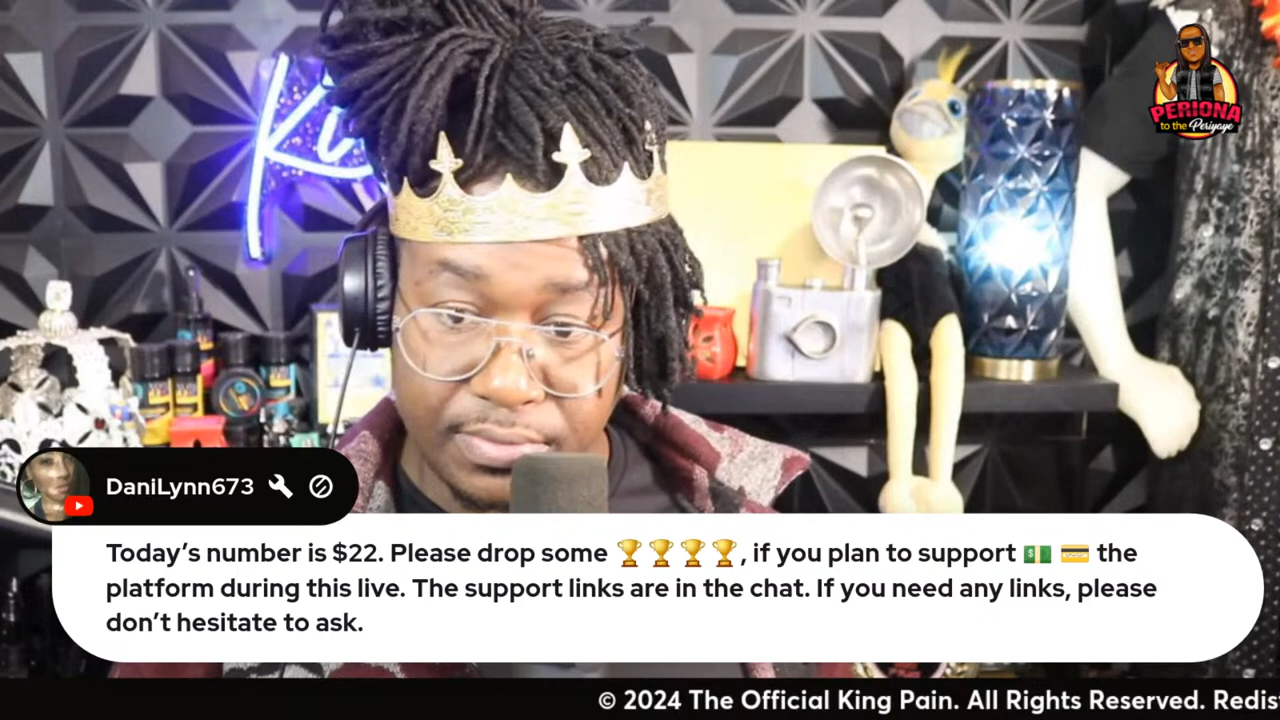 Ki
PERIONA
to the Periyaye
DaniLynn673
Today’s number is $22. Please drop some 🏆🏆🏆🏆, if you plan to support 💵 💳 the
platform during this live. The support links are in the chat. If you need any links, please
don’t hesitate to ask.
© 2024 The Official King Pain. All Rights Reserved. Redis